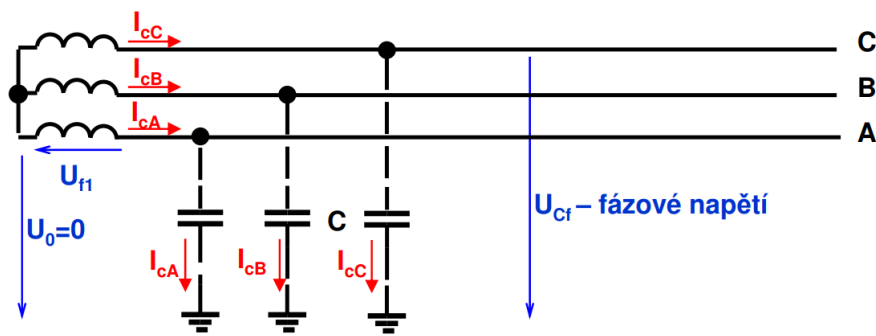 IcC
C
IcB
B
IcA
A
Uf1
U0=0
C
UCf – fázové napětí
IcA
IcB
IcC